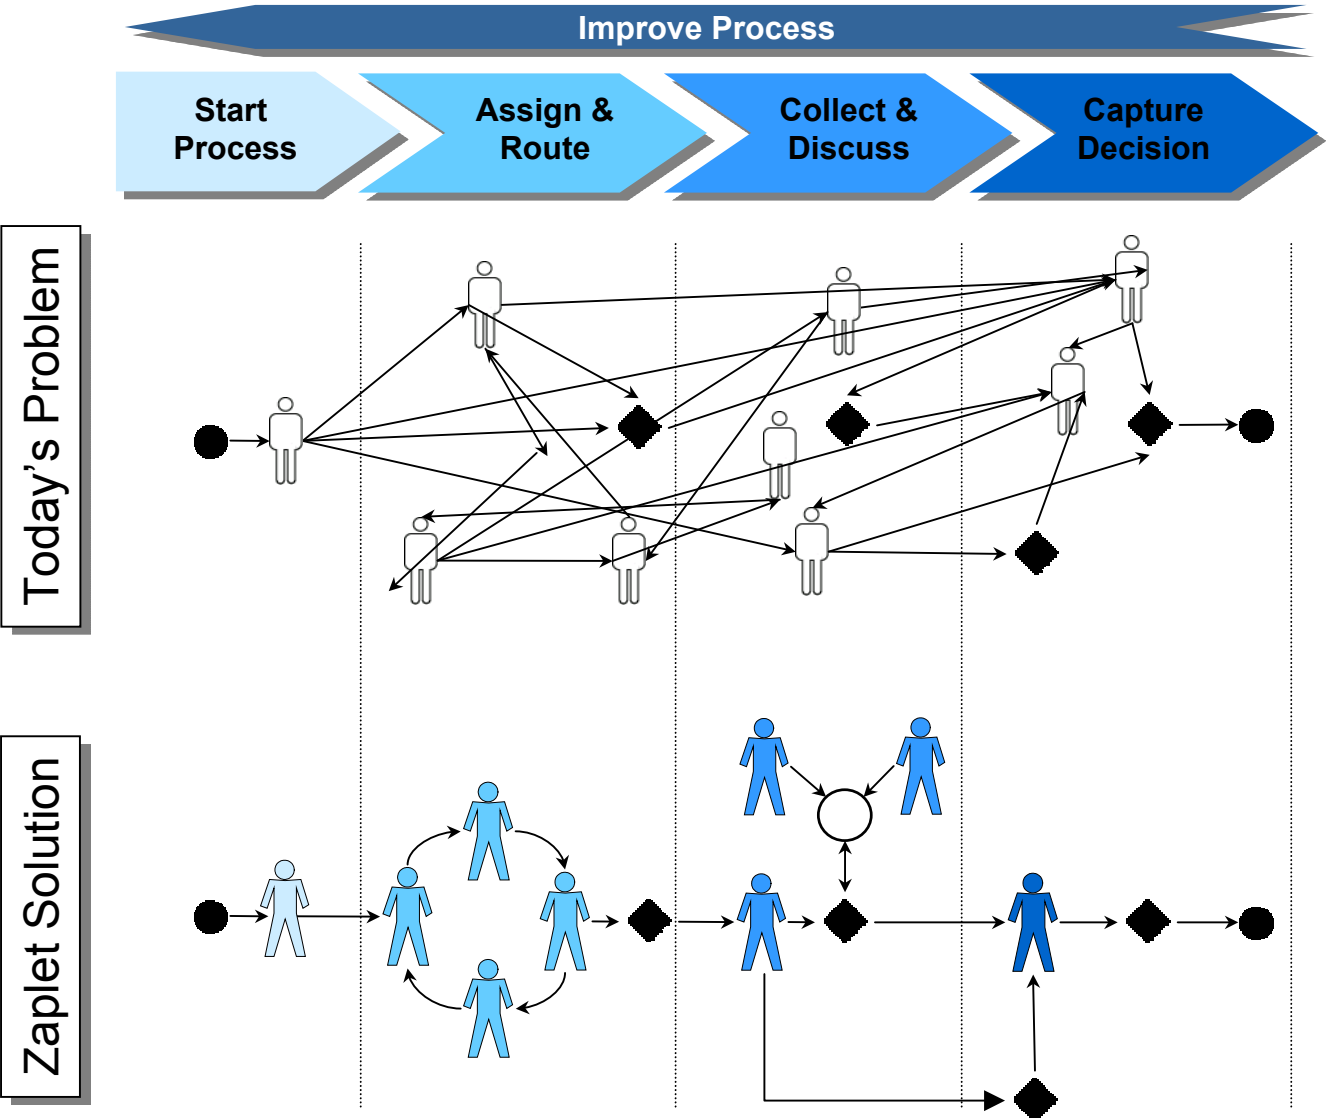 Improve Process
Start
Process
Assign &
Route
Collect &
Discuss
Capture
Decision
Today's Problem
Zaplet Solution